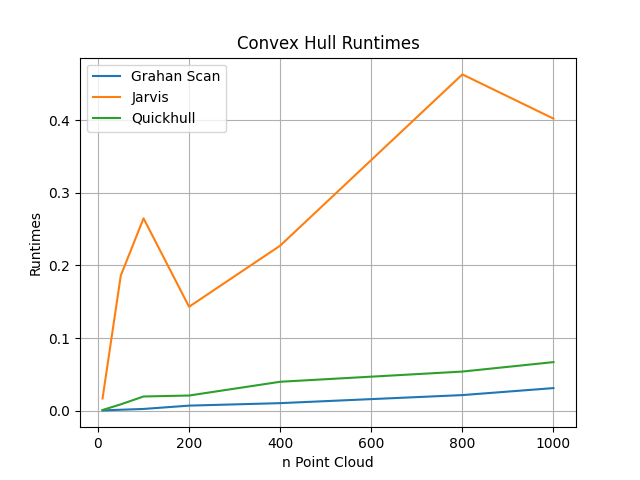 Convex Hull Runtimes
Grahan Scan
Jarvis
Quickhull
Runtimes
0.4
0.3
0.2
0.1
0.0
0 200 400 600 800 1000
n Point Cloud